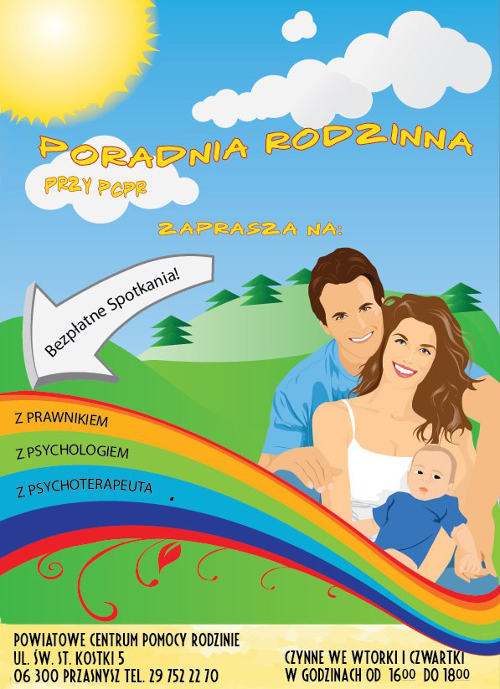 PORADNIA RODZINNA
PRZY PCPR
ZAPRASZA NA:
Bezpłatne Spotkania!
Z PRAWNIKIEM
Z PSYCHOLOGIEM
Z PSYCHOTERAPEUTA .
POWIATOWE CENTRUM POMOCY RODZINIE
UL. ŚW. ST. KOSTKI 5
06 300 PRZASNYSZ TEL. 29 752 22 70
CZYNNE WE WTORKI I CZWARTKI
W GODZINACH OD 1600 DO 1800